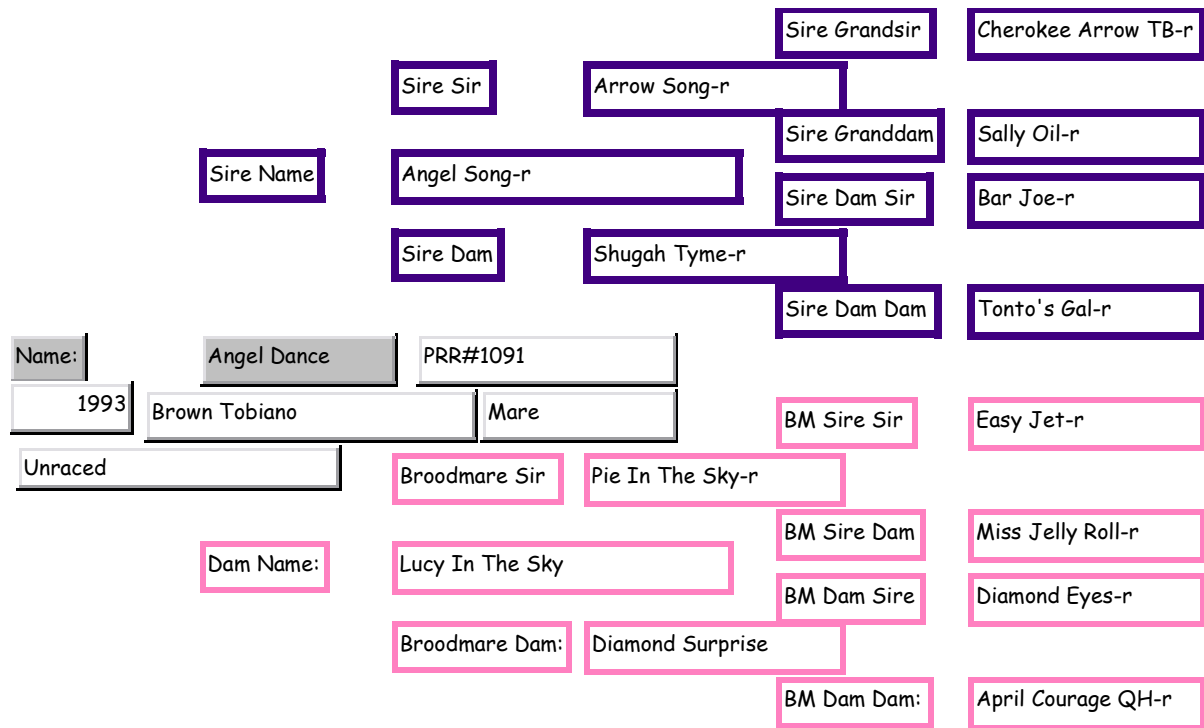 Sire Grandsir Cherokee Arrow TB-r
Sire Sir Arrow Song-r
Sire Granddam Sally Oil-r
Sire Name Angel Song-r
Sire Dam Sir Bar Joe-r
Sire Dam Shugah Tyme-r
Sire Dam Dam Tonto's Gal-r
Name: Angel Dance PRR#1091
1993 Brown Tobiano Mare
BM Sire Sir Easy Jet-r
Unraced
Broodmare Sir Pie In The Sky-r
BM Sire Dam Miss Jelly Roll-r
Dam Name: Lucy In The Sky
BM Dam Sire Diamond Eyes-r
Broodmare Dam: Diamond Surprise
BM Dam Dam: April Courage QH-r